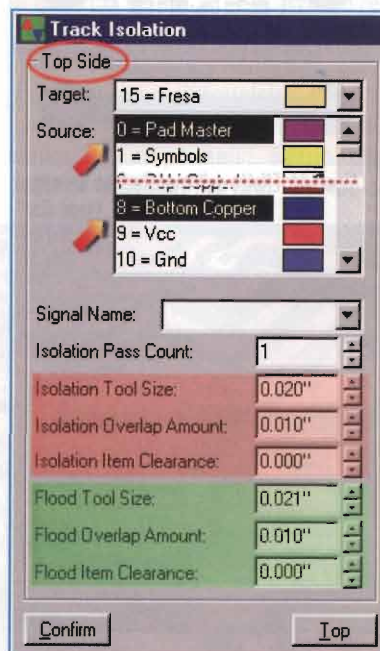 Track Isolation
Top Side
Target: 15 = Fresa
Source: 0 = Pad Master
1 = Symbols
8 = Bottom Copper
9 = Vcc
10 = Gnd
Signal Name:
Isolation Pass Count: 1
Isolation Tool Size: 0.020"
Isolation Overlap Amount: 0.010"
Isolation Item Clearance: 0.000"
Flood Tool Size: 0.021"
Flood Overlap Amount: 0.010"
Flood Item Clearance: 0.000"
Confirm Top